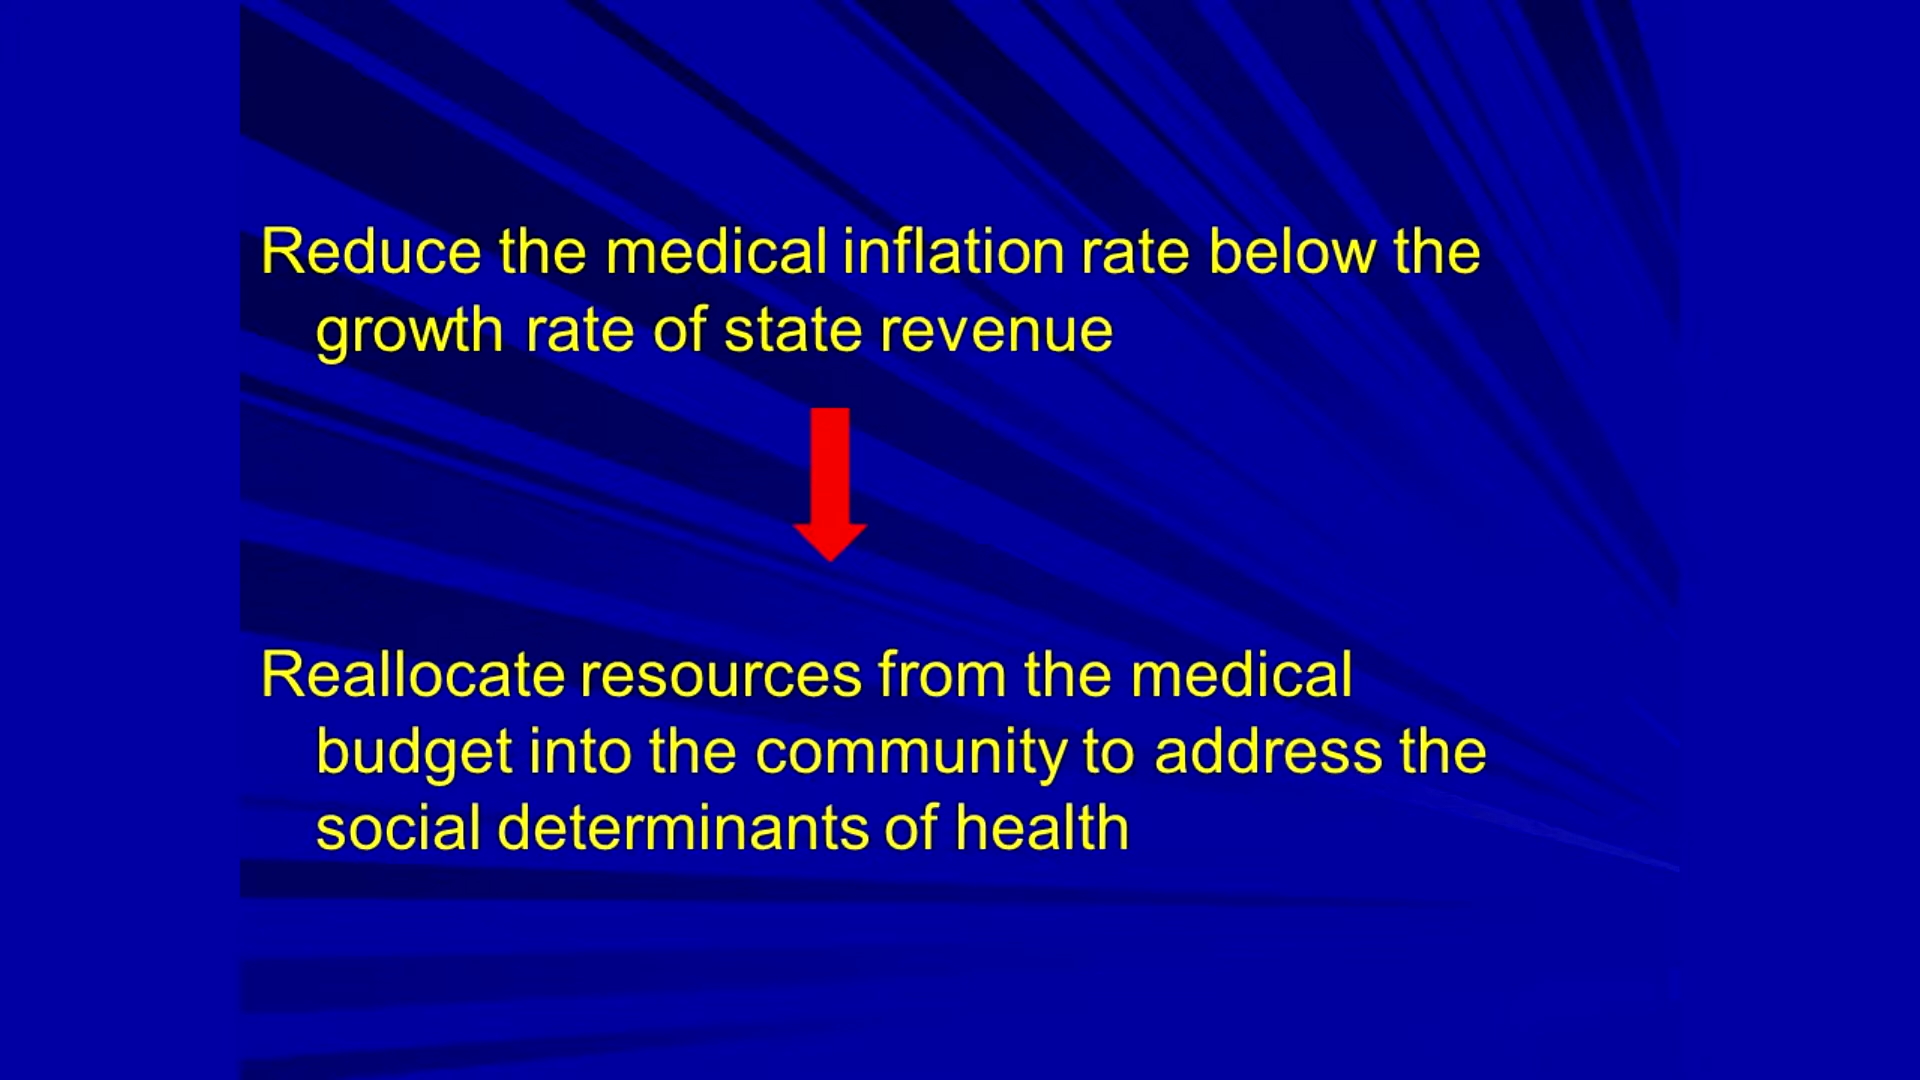 Reduce the medical inflation rate below the
growth rate of state revenue
Reallocate resources from the medical
budget into the community to address the
social determinants of health